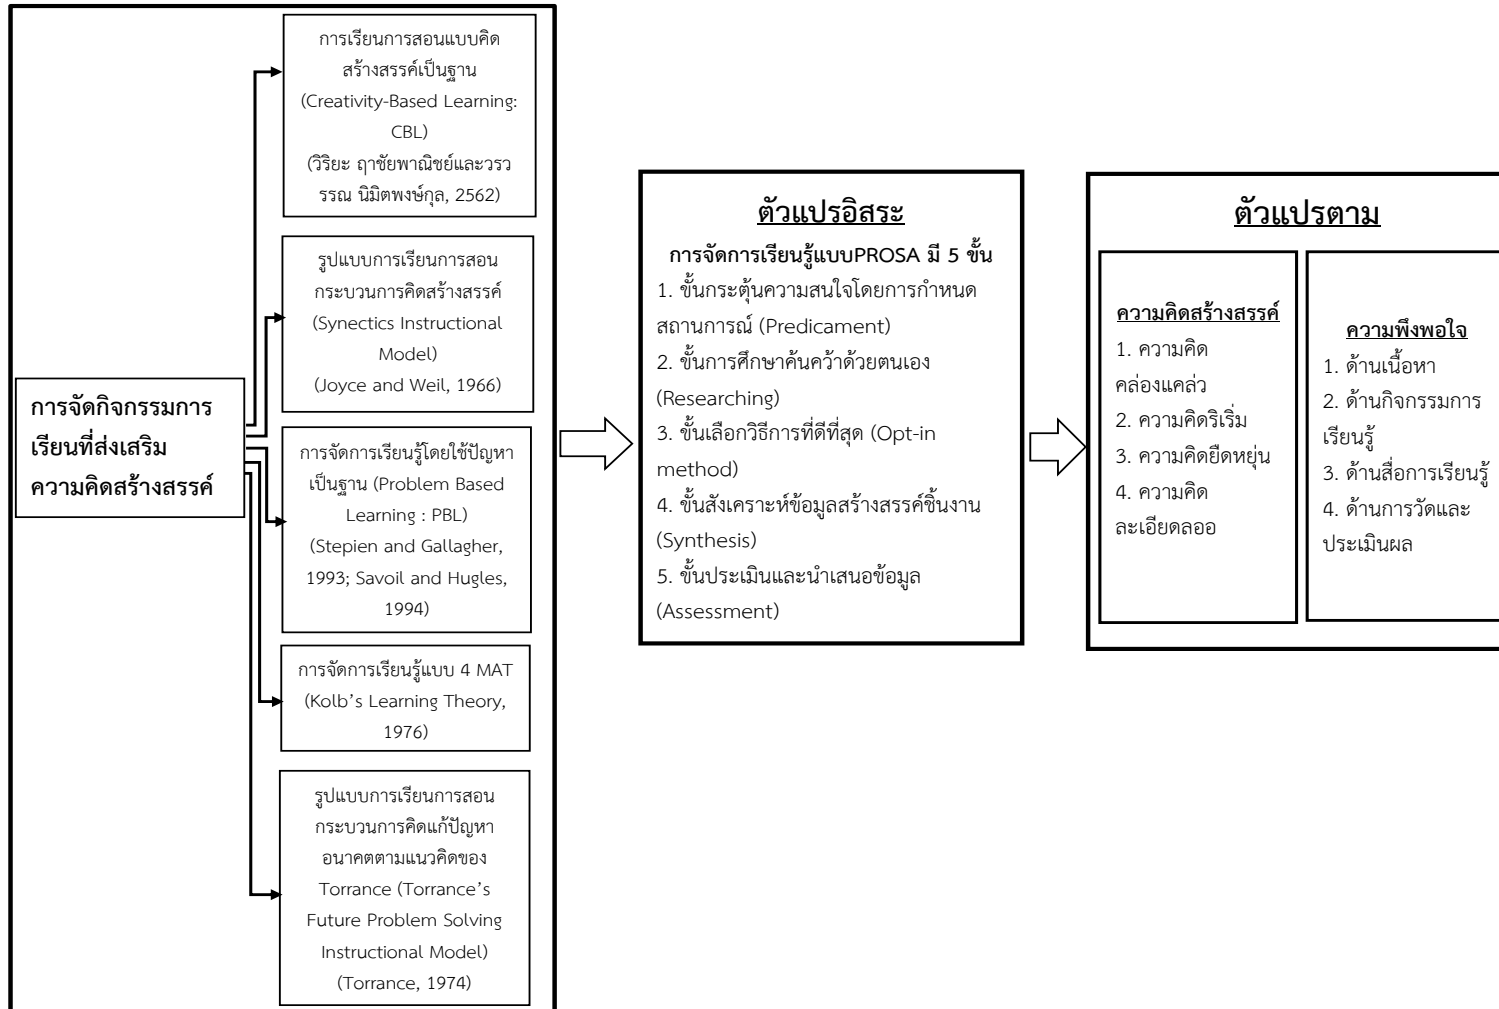 การจัดกิจกรรมการ
เรียนที่ส่งเสริม
ความคิดสร้างสรรค์
การเรียนการสอนแบบคิด
สร้างสรรค์เป็นฐาน
(Creativity-Based Learning:
CBL)
(วิริยะ ฤาชัยพาณิชย์และวรว
รรณ นิมิตพงษ์กุล, 2562)
รูปแบบการเรียนการสอน
กระบวนการคิดสร้างสรรค์
(Synectics Instructional
Model)
(Joyce and Weil, 1966)
การจัดการเรียนรู้โดยใช้ปัญหา
เป็นฐาน (Problem Based
Learning : PBL)
(Stepien and Gallagher,
1993; Savoil and Hugles,
1994)
การจัดการเรียนรู้แบบ 4 MAT
(Kolb’s Learning Theory,
1976)
รูปแบบการเรียนการสอน
กระบวนการคิดแก้ปัญหา
อนาคตตามแนวคิดของ
Torrance (Torrance’s
Future Problem Solving
Instructional Model)
(Torrance, 1974)
ตัวแปรอิสระ
การจัดการเรียนรู้แบบPROSA มี 5 ขั้น
1. ขั้นกระตุ้นความสนใจโดยการกำหนด
สถานการณ์ (Predicament)
2. ขั้นการศึกษาค้นคว้าด้วยตนเอง
(Researching)
3. ขั้นเลือกวิธีการที่ดีที่สุด (Opt-in
method)
4. ขั้นสังเคราะห์ข้อมูลสร้างสรรค์ชิ้นงาน
(Synthesis)
5. ขั้นประเมินและนำเสนอข้อมูล
(Assessment)
ตัวแปรตาม
ความคิดสร้างสรรค์
1. ความคิด
คล่องแคล่ว
2. ความคิดริเริ่ม
3. ความคิดยืดหยุ่น
4. ความคิด
ละเอียดลออ
ความพึงพอใจ
1. ด้านเนื้อหา
2. ด้านกิจกรรมการ
เรียนรู้
3. ด้านสื่อการเรียนรู้
4. ด้านการวัดและ
ประเมินผล